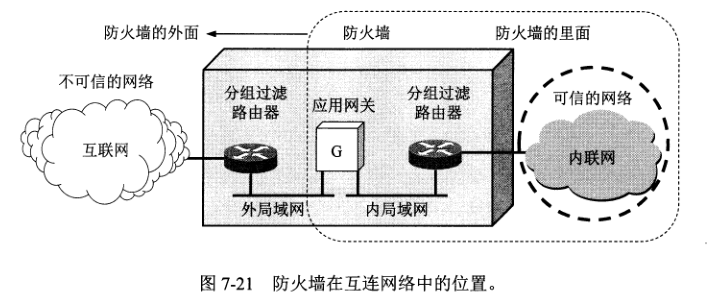 防火墙的外面
防火墙
防火墙的里面
不可信的网络
分组过滤
路由器
应用网关
分组过滤
路由器
可信的网络
互联网
G
内联网
外局域网
内局域网
图 7-21 防火墙在互连网络中的位置。